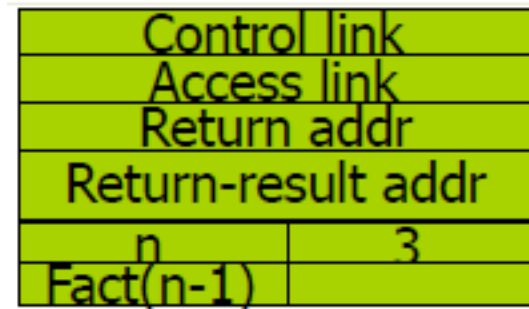 Control link
Access link
Return addr
Return-result addr
n 3
Fact(n-1)